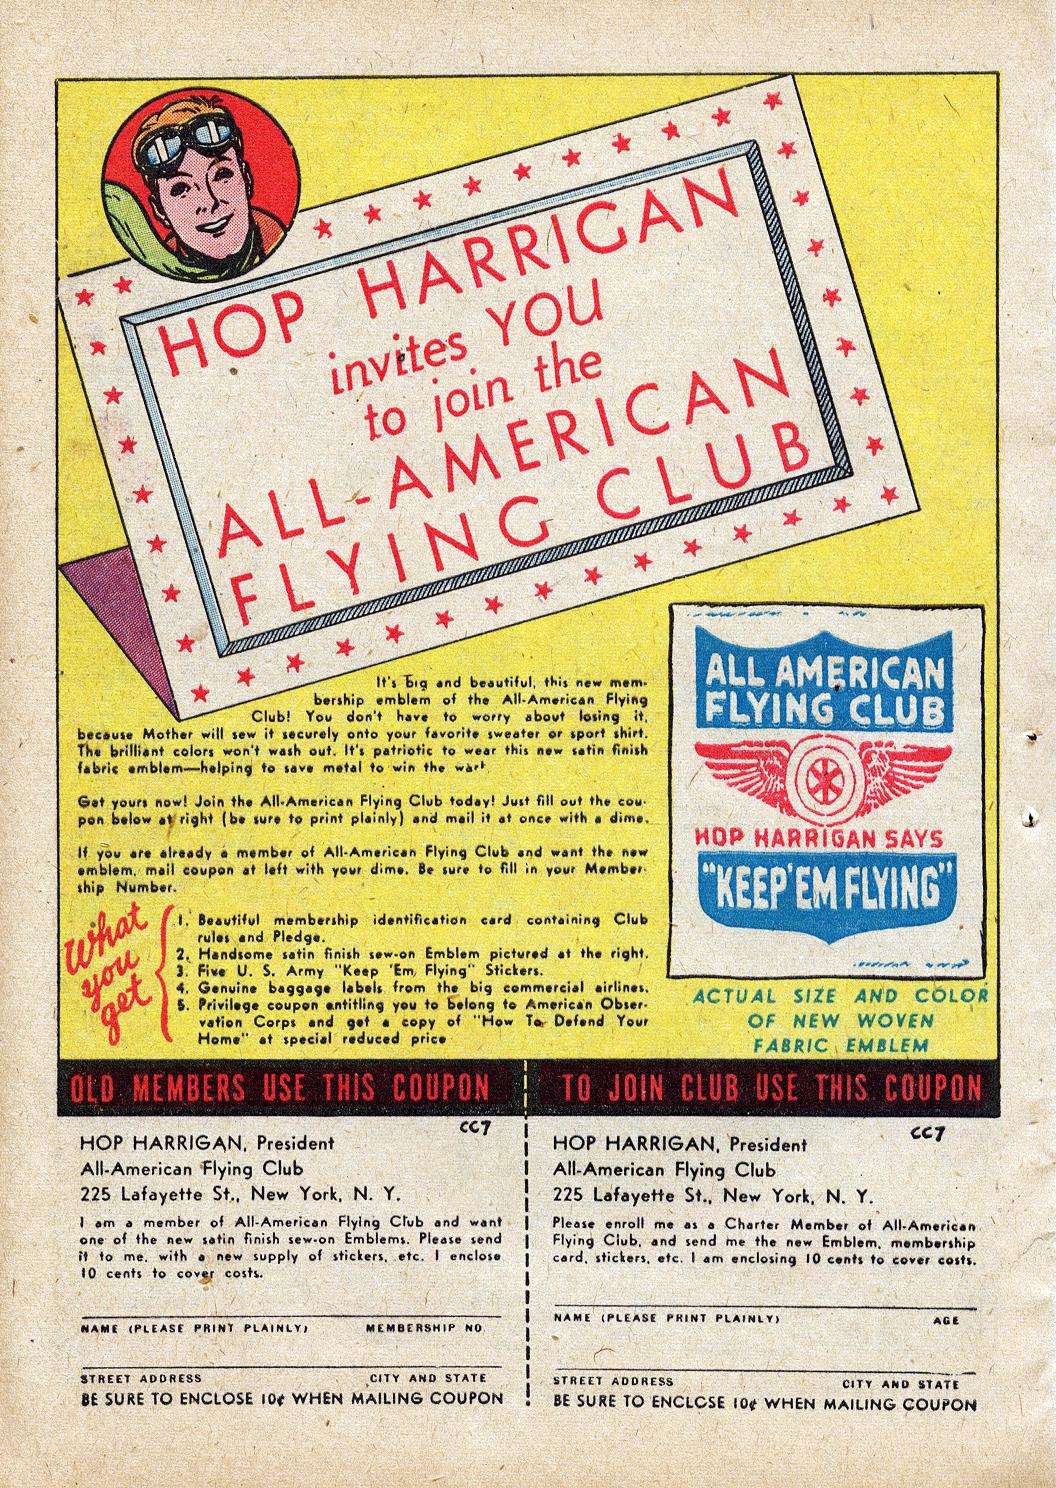 HOP HARRIGAN
invites YOU
to join the
ALL-AMERICAN
FLYING CLUB
It's big and beautiful, this new mem-
bership emblem of the All-American Flying
Club! You don't have to worry about losing it,
because Mother will sew it securely onto your favorite sweater or sport shirt.
The brilliant colors won't wash out. It's patriotic to wear this new satin finish
fabric emblem—helping to save metal to win the war!
Get yours now! Join the All-American Flying Club today! Just fill out the cou-
pon below at right (be sure to print plainly) and mail it at once with a dime.
If you are already a member of All-American Flying Club and want the new
emblem, mail coupon at left with your dime. Be sure to fill in your Member-
ship Number.
What
you
get
1. Beautiful membership identification card containing Club
rules and Pledge.
2. Handsome satin finish sew-on Emblem pictured at the right.
3. Five U. S. Army "Keep 'Em Flying" Stickers.
4. Genuine baggage labels from the big commercial airlines.
5. Privilege coupon entitling you to belong to American Obser-
vation Corps and get a copy of "How To Defend Your
Home" at special reduced price
ALL AMERICAN
FLYING CLUB
HOP HARRIGAN SAYS
"KEEP 'EM FLYING"
ACTUAL SIZE AND COLOR
OF NEW WOVEN
FABRIC EMBLEM
OLD MEMBERS USE THIS COUPON
CC7
HOP HARRIGAN, President
All-American Flying Club
225 Lafayette St., New York, N. Y.
I am a member of All-American Flying Club and want
one of the new satin finish sew-on Emblems. Please send
it to me, with a new supply of stickers, etc. I enclose
10 cents to cover costs.
NAME (PLEASE PRINT PLAINLY) MEMBERSHIP NO.
STREET ADDRESS CITY AND STATE
BE SURE TO ENCLOSE 10¢ WHEN MAILING COUPON
TO JOIN CLUB USE THIS COUPON
CC7
HOP HARRIGAN, President
All-American Flying Club
225 Lafayette St., New York, N. Y.
Please enroll me as a Charter Member of All-American
Flying Club, and send me the new Emblem, membership
card, stickers, etc. I am enclosing 10 cents to cover costs.
NAME (PLEASE PRINT PLAINLY) AGE
STREET ADDRESS CITY AND STATE
BE SURE TO ENCLOSE 10¢ WHEN MAILING COUPON